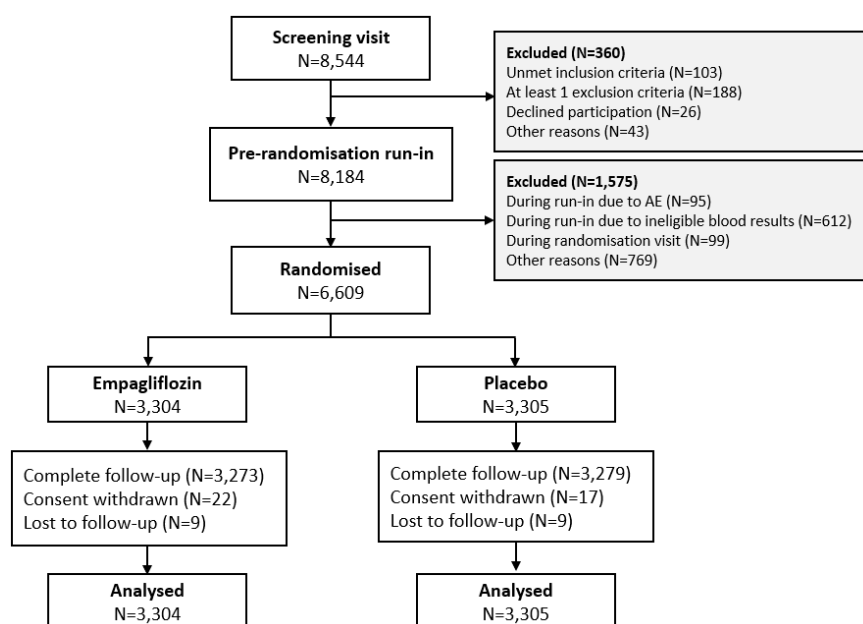 Screening visit
N=8,544
Excluded (N=360)
Unmet inclusion criteria (N=103)
At least 1 exclusion criteria (N=188)
Declined participation (N=26)
Other reasons (N=43)
Pre-randomisation run-in
N=8,184
Excluded (N=1,575)
During run-in due to AE (N=95)
During run-in due to ineligible blood results (N=612)
During randomisation visit (N=99)
Other reasons (N=769)
Randomised
N=6,609
Empagliflozin
N=3,304
Placebo
N=3,305
Complete follow-up (N=3,273)
Consent withdrawn (N=22)
Lost to follow-up (N=9)
Complete follow-up (N=3,279)
Consent withdrawn (N=17)
Lost to follow-up (N=9)
Analysed
N=3,304
Analysed
N=3,305